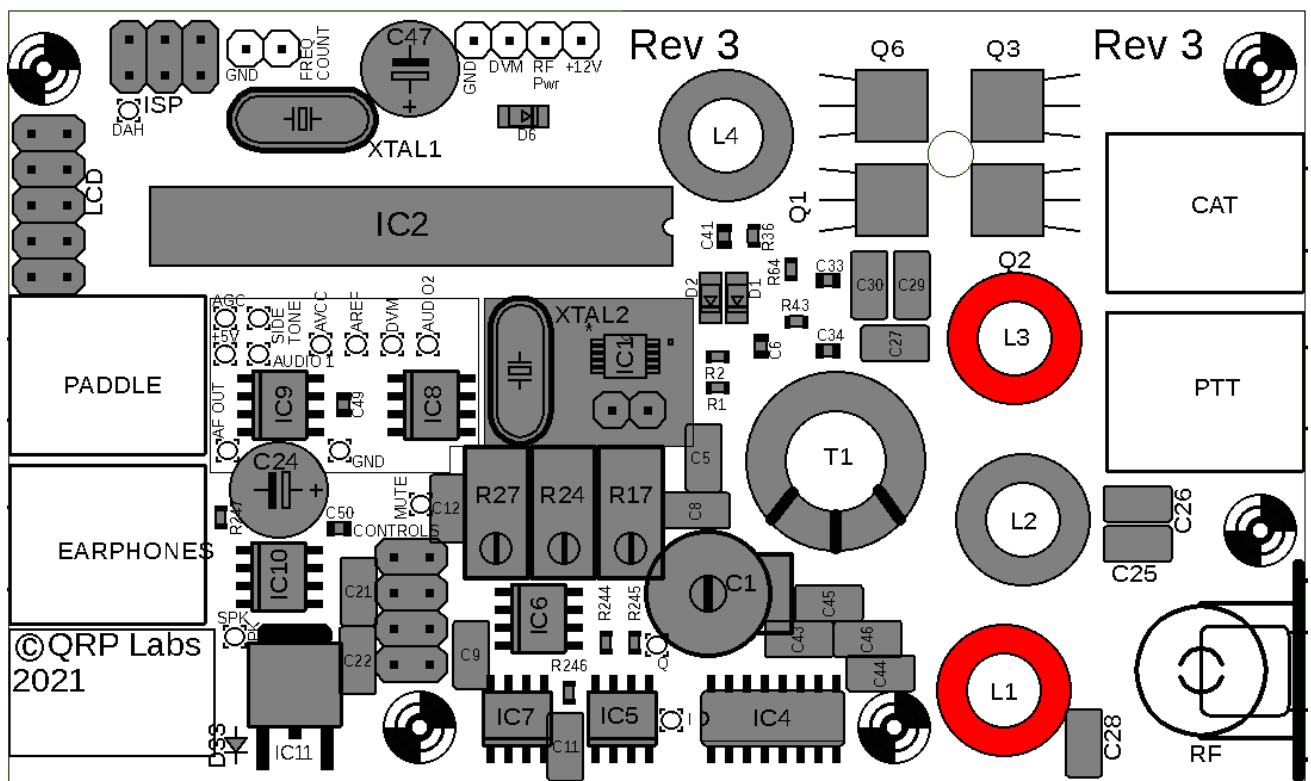 Rev 3
Rev 3
C47
Q6
Q3
GND
FREQ
COUNT
GND
DVM
RF
Pwr
+12V
ISP
DAH
XTAL1
D6
L4
LCD
IC2
Q1
CAT
C41
R36
Q2
R64
C33
C30
C29
D2
D1
AGC
+5V
SIDE
TONE
AVCC
AREF
DVM
AUDIO2
AUDIO 1
XTAL2
*
IC1
R43
C34
C27
C6
L3
R2
R1
PADDLE
PTT
AF OUT
IC9
C49
IC8
GND
C24
+
T1
C5
R27
R24
R17
C8
C12
MUTE
C26
L2
C25
R247
C50
CONTROLS
EARPHONES
IC10
C21
C1
C45
IC6
R244
R245
C43
C46
SPK
Q
©QRP Labs
2021
C22
C9
C44
R246
L1
IC7
IC5
I
IC4
C11
C28
D33
IC11
RF